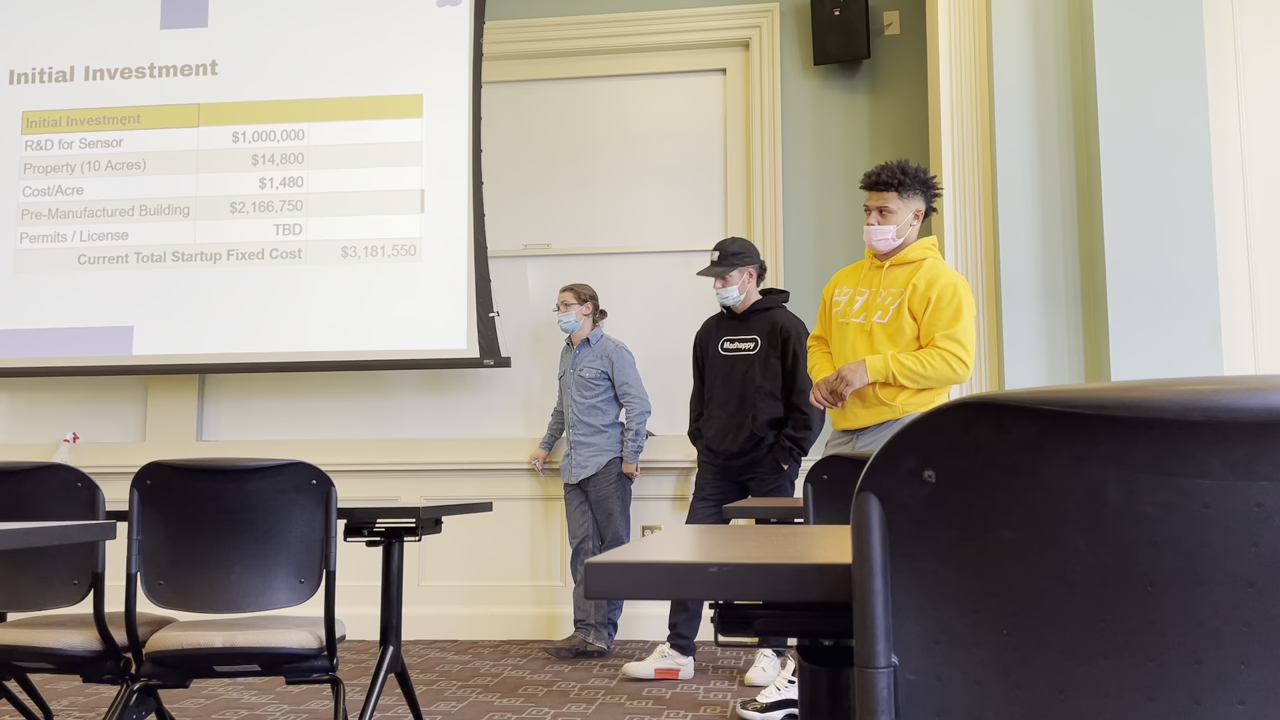 Initial Investment
Initial Investment
R&D for Sensor $1,000,000
Property (10 Acres) $14,800
Cost/Acre $1,480
Pre-Manufactured Building $2,166,750
Permits / License TBD
Current Total Startup Fixed Cost $3,181,550
Madhappy